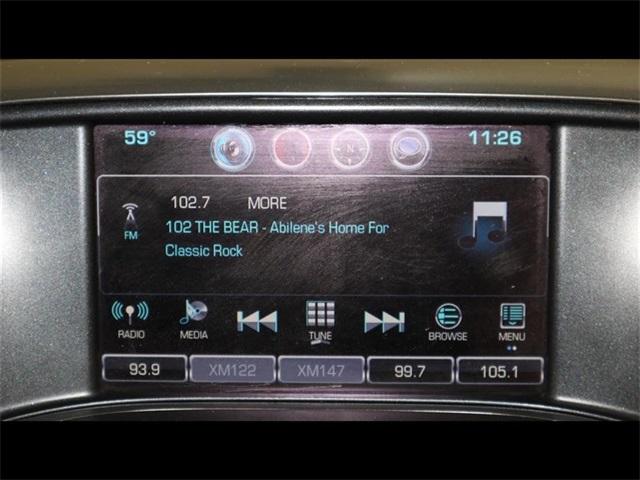 59° 11:26
N
102.7 MORE
102 THE BEAR - Abilene's Home For
Classic Rock
FM
RADIO MEDIA TUNE BROWSE MENU
93.9 XM122 XM147 99.7 105.1